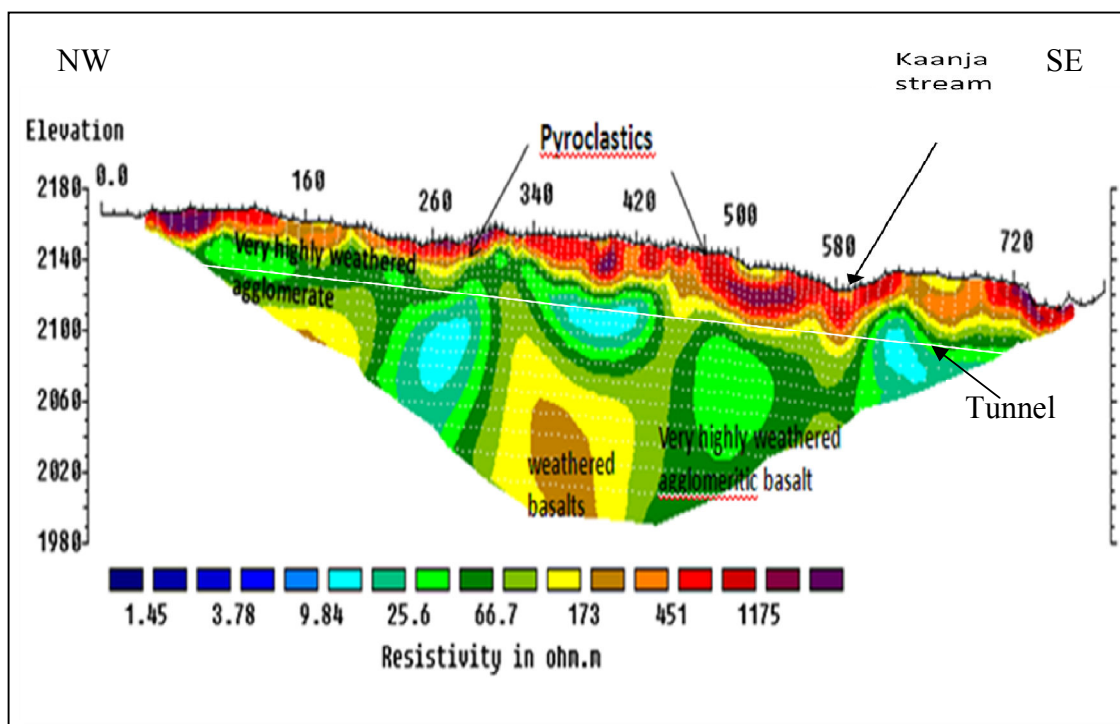 NW
Kaanja
stream
SE
Elevation
Pyroclastics
2180
0.0
160
260
340
420
500
580
720
2140
Very highly weathered
agglomerate
2100
2060
Tunnel
2020
weathered
basalts
Very highly weathered
agglomeritic basalt
1980
1.45
3.78
9.84
25.6
66.7
173
451
1175
Resistivity in ohm.m